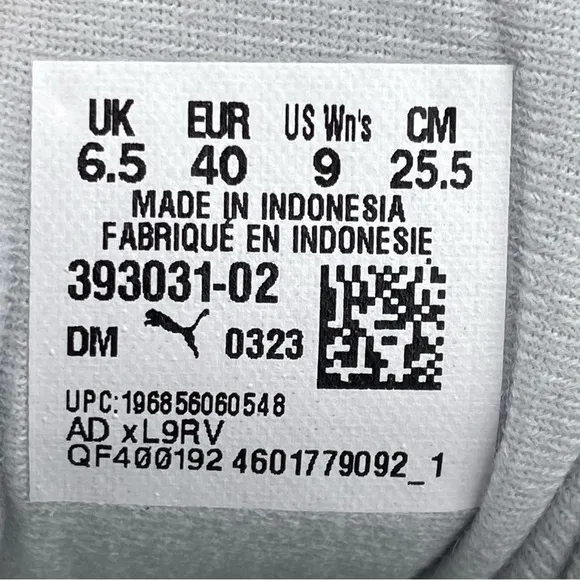 UK EUR US Wn's CM
6.5 40 9 25.5
MADE IN INDONESIA
FABRIQUÉ EN INDONESIE
393031-02
DM 0323
UPC:196856060548
AD xL9RV
QF400192 4601779092_1